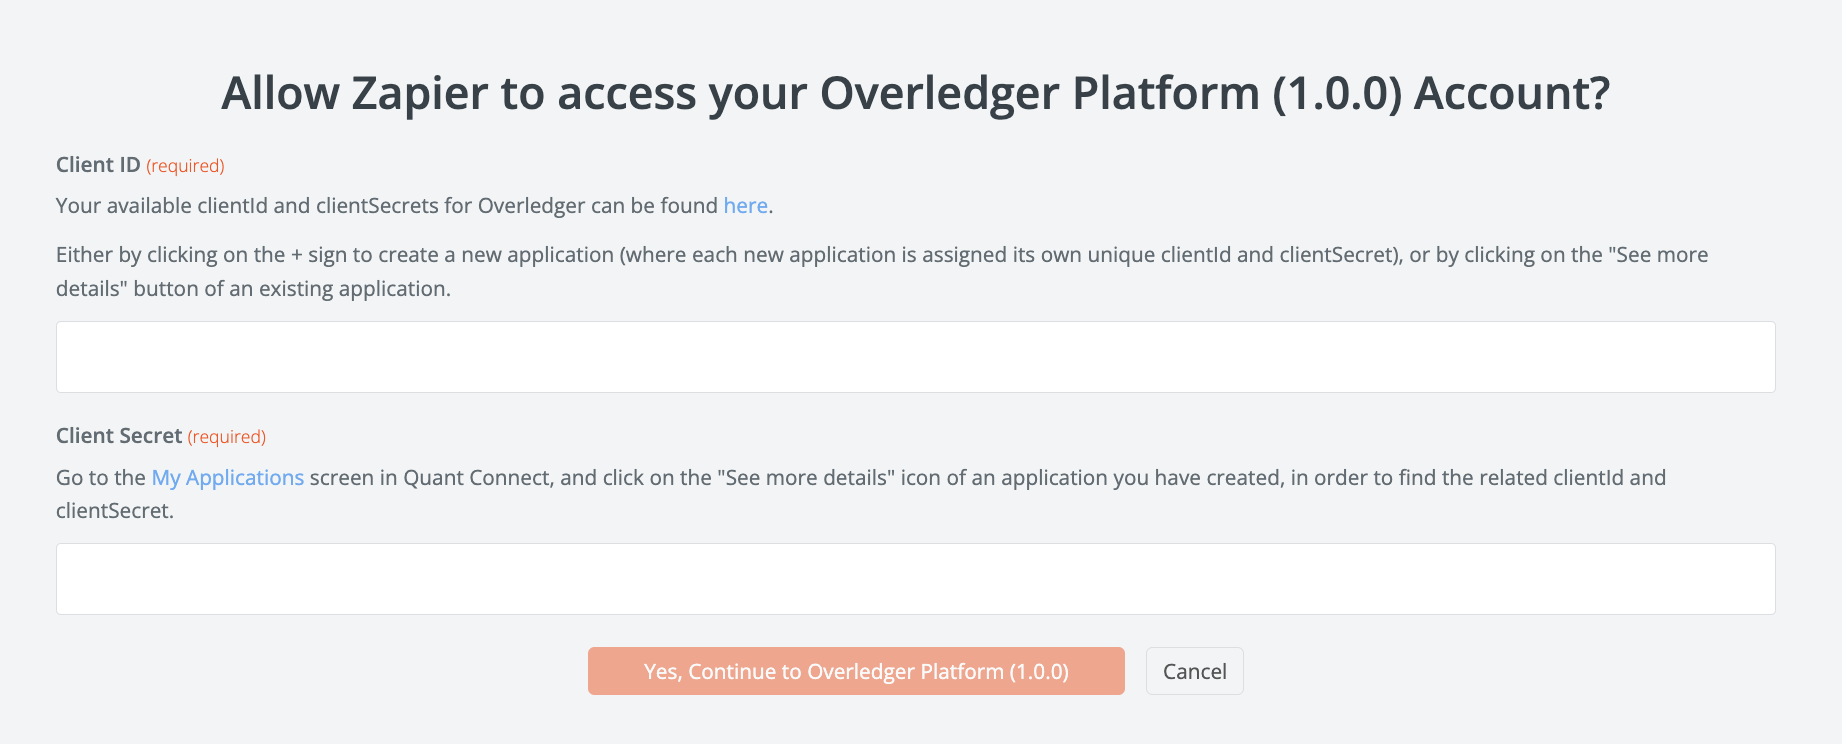 Allow Zapier to access your Overledger Platform (1.0.0) Account?
Client ID (required)
Your available clientId and clientSecrets for Overledger can be found here.
Either by clicking on the + sign to create a new application (where each new application is assigned its own unique clientId and clientSecret), or by clicking on the "See more
details" button of an existing application.
Client Secret (required)
Go to the My Applications screen in Quant Connect, and click on the "See more details" icon of an application you have created, in order to find the related clientId and
clientSecret.
Yes, Continue to Overledger Platform (1.0.0) Cancel